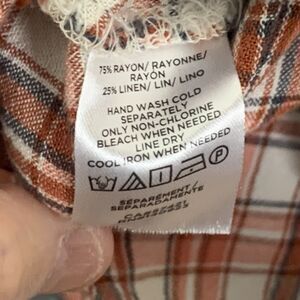 75% RAYON/ RAYONNE/
RAYON
25% LINEN/ LIN/ LINO
HAND WASH COLD
SEPARATELY
ONLY NON-CHLORINE
BLEACH WHEN NEEDED
LINE DRY
COOL IRON WHEN NEEDED
SÉPARÉMENT/
SEPARADAMENTE